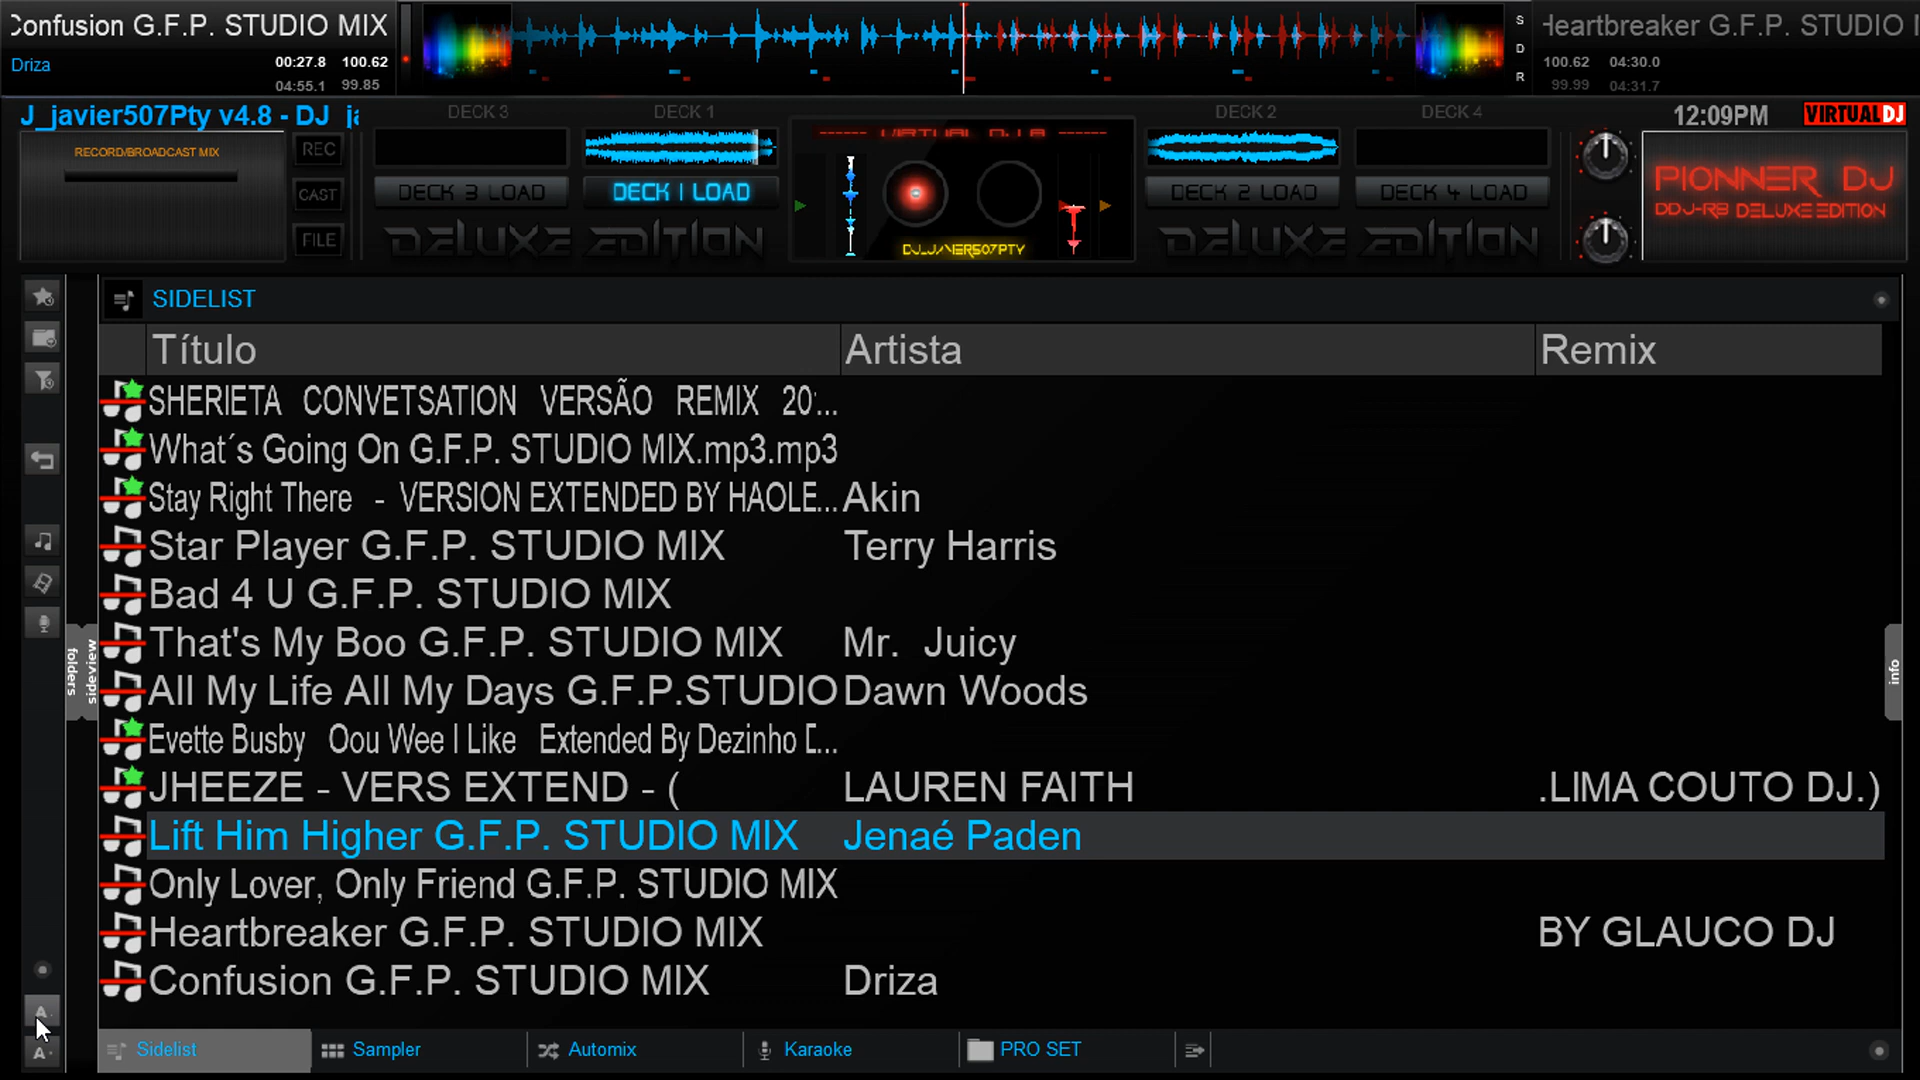 Confusion G.F.P. STUDIO MIX
Driza
00:27.8 100.62
04:55.1 99.85
S
D
R
Heartbreaker G.F.P. STUDIO
100.62 04:30.0
99.99 04:31.7
J_javier507Pty v4.8 - DJ
DECK 3
DECK 1
DECK 2
DECK 4
12:09PM
VIRTUALDJ
RECORD/BROADCAST MIX
REC
CAST
FILE
DECK 3 LOAD
DECK 1 LOAD
VIRTUAL DJ 8
DJ_JAVIER507PTY
DECK 2 LOAD
DECK 4 LOAD
DELUXE EDITION
DELUXE EDITION
PIONNER DJ
DDJ-RB DELUXE EDITION
SIDELIST
Título Artista Remix
SHERIETA CONVETSATION VERSÃO REMIX 20:...
What´s Going On G.F.P. STUDIO MIX.mp3.mp3
Stay Right There - VERSION EXTENDED BY HAOLE... Akin
Star Player G.F.P. STUDIO MIX Terry Harris
Bad 4 U G.F.P. STUDIO MIX
That's My Boo G.F.P. STUDIO MIX Mr. Juicy
All My Life All My Days G.F.P.STUDIO Dawn Woods
Evette Busby Oou Wee I Like Extended By Dezinho D...
JHEEZE - VERS EXTEND - ( LAUREN FAITH .LIMA COUTO DJ.)
Lift Him Higher G.F.P. STUDIO MIX Jenaé Paden
Only Lover, Only Friend G.F.P. STUDIO MIX
Heartbreaker G.F.P. STUDIO MIX BY GLAUCO DJ
Confusion G.F.P. STUDIO MIX Driza
folders
sideview
info
A
A
Sidelist
Sampler
Automix
Karaoke
PRO SET